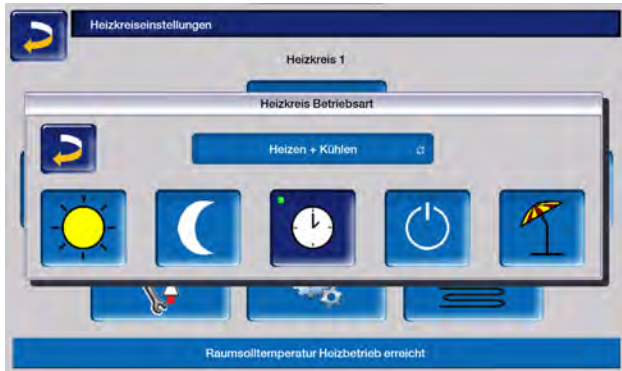 Heizkreiseinstellungen
Heizkreis 1
Heizkreis Betriebsart
Heizen + Kühlen
Raumsolltemperatur Heizbetrieb erreicht